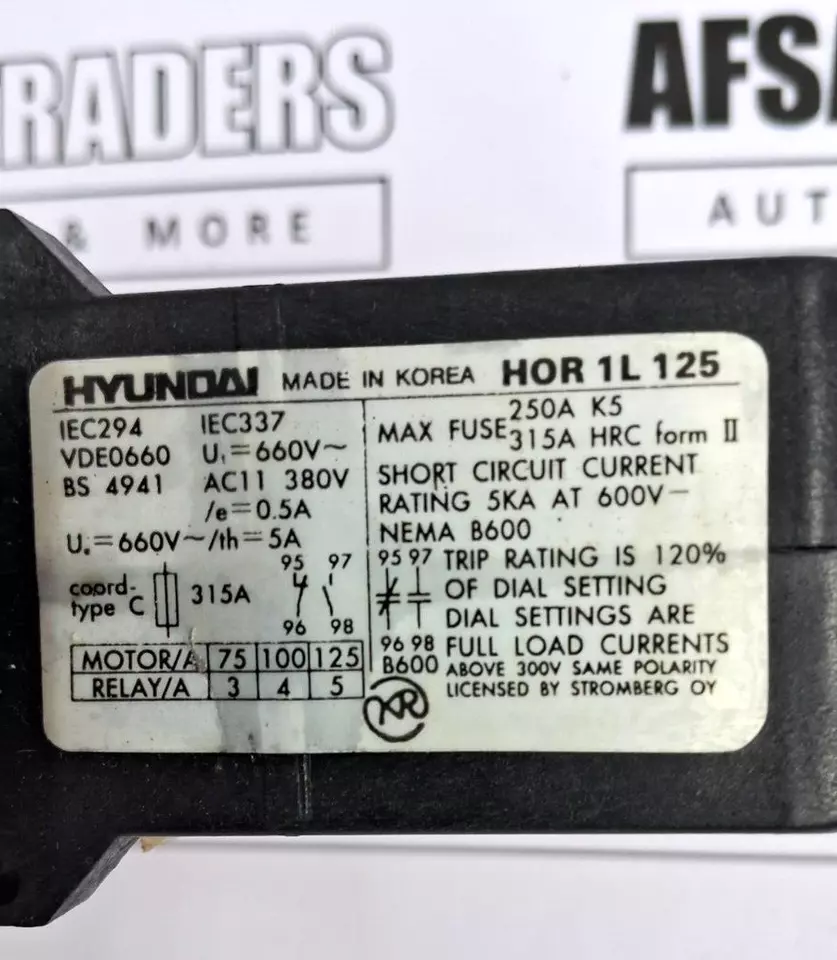 RADERS
& MORE
AFSA
AUT
HYUNDAI MADE IN KOREA HOR 1L 125
IEC294 IEC337
VDE0660 Uᵢ=660V~
BS 4941 AC11 380V
Ie=0.5A
Uₑ=660V~/th=5A
95 97
coord-
type C 315A
96 98
MOTOR/A 75 100 125
RELAY/A 3 4 5
MAX FUSE 250A K5
315A HRC form II
SHORT CIRCUIT CURRENT
RATING 5KA AT 600V~
NEMA B600
95 97 TRIP RATING IS 120%
OF DIAL SETTING
DIAL SETTINGS ARE
96 98 FULL LOAD CURRENTS
B600 ABOVE 300V SAME POLARITY
LICENSED BY STROMBERG OY